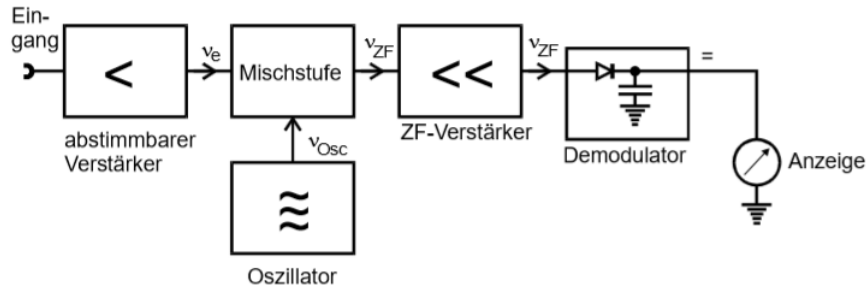 Ein-
gang
<
νe
Mischstufe
νZF
<<
νZF
=
abstimmbarer
Verstärker
νOsc
ZF-Verstärker
Demodulator
Anzeige
Oszillator